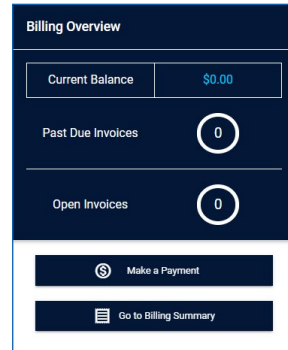 Billing Overview
Current Balance $0.00
Past Due Invoices 0
Open Invoices 0
Make a Payment
Go to Billing Summary